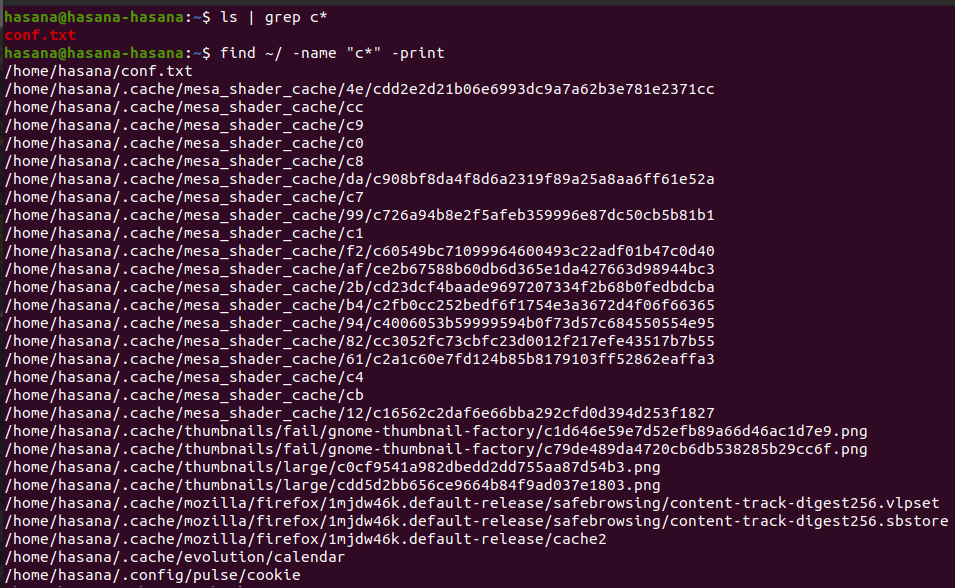 hasana@hasana-hasana:~$ ls | grep c*
conf.txt
hasana@hasana-hasana:~$ find ~/ -name "c*" -print
/home/hasana/conf.txt
/home/hasana/.cache/mesa_shader_cache/4e/cdd2e2d21b06e6993dc9a7a62b3e781e2371cc
/home/hasana/.cache/mesa_shader_cache/cc
/home/hasana/.cache/mesa_shader_cache/c9
/home/hasana/.cache/mesa_shader_cache/c0
/home/hasana/.cache/mesa_shader_cache/c8
/home/hasana/.cache/mesa_shader_cache/da/c908bf8da4f8d6a2319f89a25a8aa6ff61e52a
/home/hasana/.cache/mesa_shader_cache/c7
/home/hasana/.cache/mesa_shader_cache/99/c726a94b8e2f5afeb359996e87dc50cb5b81b1
/home/hasana/.cache/mesa_shader_cache/c1
/home/hasana/.cache/mesa_shader_cache/f2/c60549bc71099964600493c22adf01b47c0d40
/home/hasana/.cache/mesa_shader_cache/af/ce2b67588b60db6d365e1da427663d98944bc3
/home/hasana/.cache/mesa_shader_cache/2b/cd23dcf4baade9697207334f2b68b0fedbdcba
/home/hasana/.cache/mesa_shader_cache/b4/c2fb0cc252bedf6f1754e3a3672d4f06f66365
/home/hasana/.cache/mesa_shader_cache/94/c4006053b59999594b0f73d57c684550554e95
/home/hasana/.cache/mesa_shader_cache/82/cc3052fc73cbfc23d0012f217efe43517b7b55
/home/hasana/.cache/mesa_shader_cache/61/c2a1c60e7fd124b85b8179103ff52862eaffa3
/home/hasana/.cache/mesa_shader_cache/c4
/home/hasana/.cache/mesa_shader_cache/cb
/home/hasana/.cache/mesa_shader_cache/12/c16562c2daf6e66bba292cfd0d394d253f1827
/home/hasana/.cache/thumbnails/fail/gnome-thumbnail-factory/c1d646e59e7d52efb89a66d46ac1d7e9.png
/home/hasana/.cache/thumbnails/fail/gnome-thumbnail-factory/c79de489da4720cb6db538285b29cc6f.png
/home/hasana/.cache/thumbnails/large/c0cf9541a982dbedd2dd755aa87d54b3.png
/home/hasana/.cache/thumbnails/large/cdd5d2bb656ce9664b84f9ad037e1803.png
/home/hasana/.cache/mozilla/firefox/1mjdw46k.default-release/safebrowsing/content-track-digest256.vlpset
/home/hasana/.cache/mozilla/firefox/1mjdw46k.default-release/safebrowsing/content-track-digest256.sbstore
/home/hasana/.cache/mozilla/firefox/1mjdw46k.default-release/cache2
/home/hasana/.cache/evolution/calendar
/home/hasana/.config/pulse/cookie